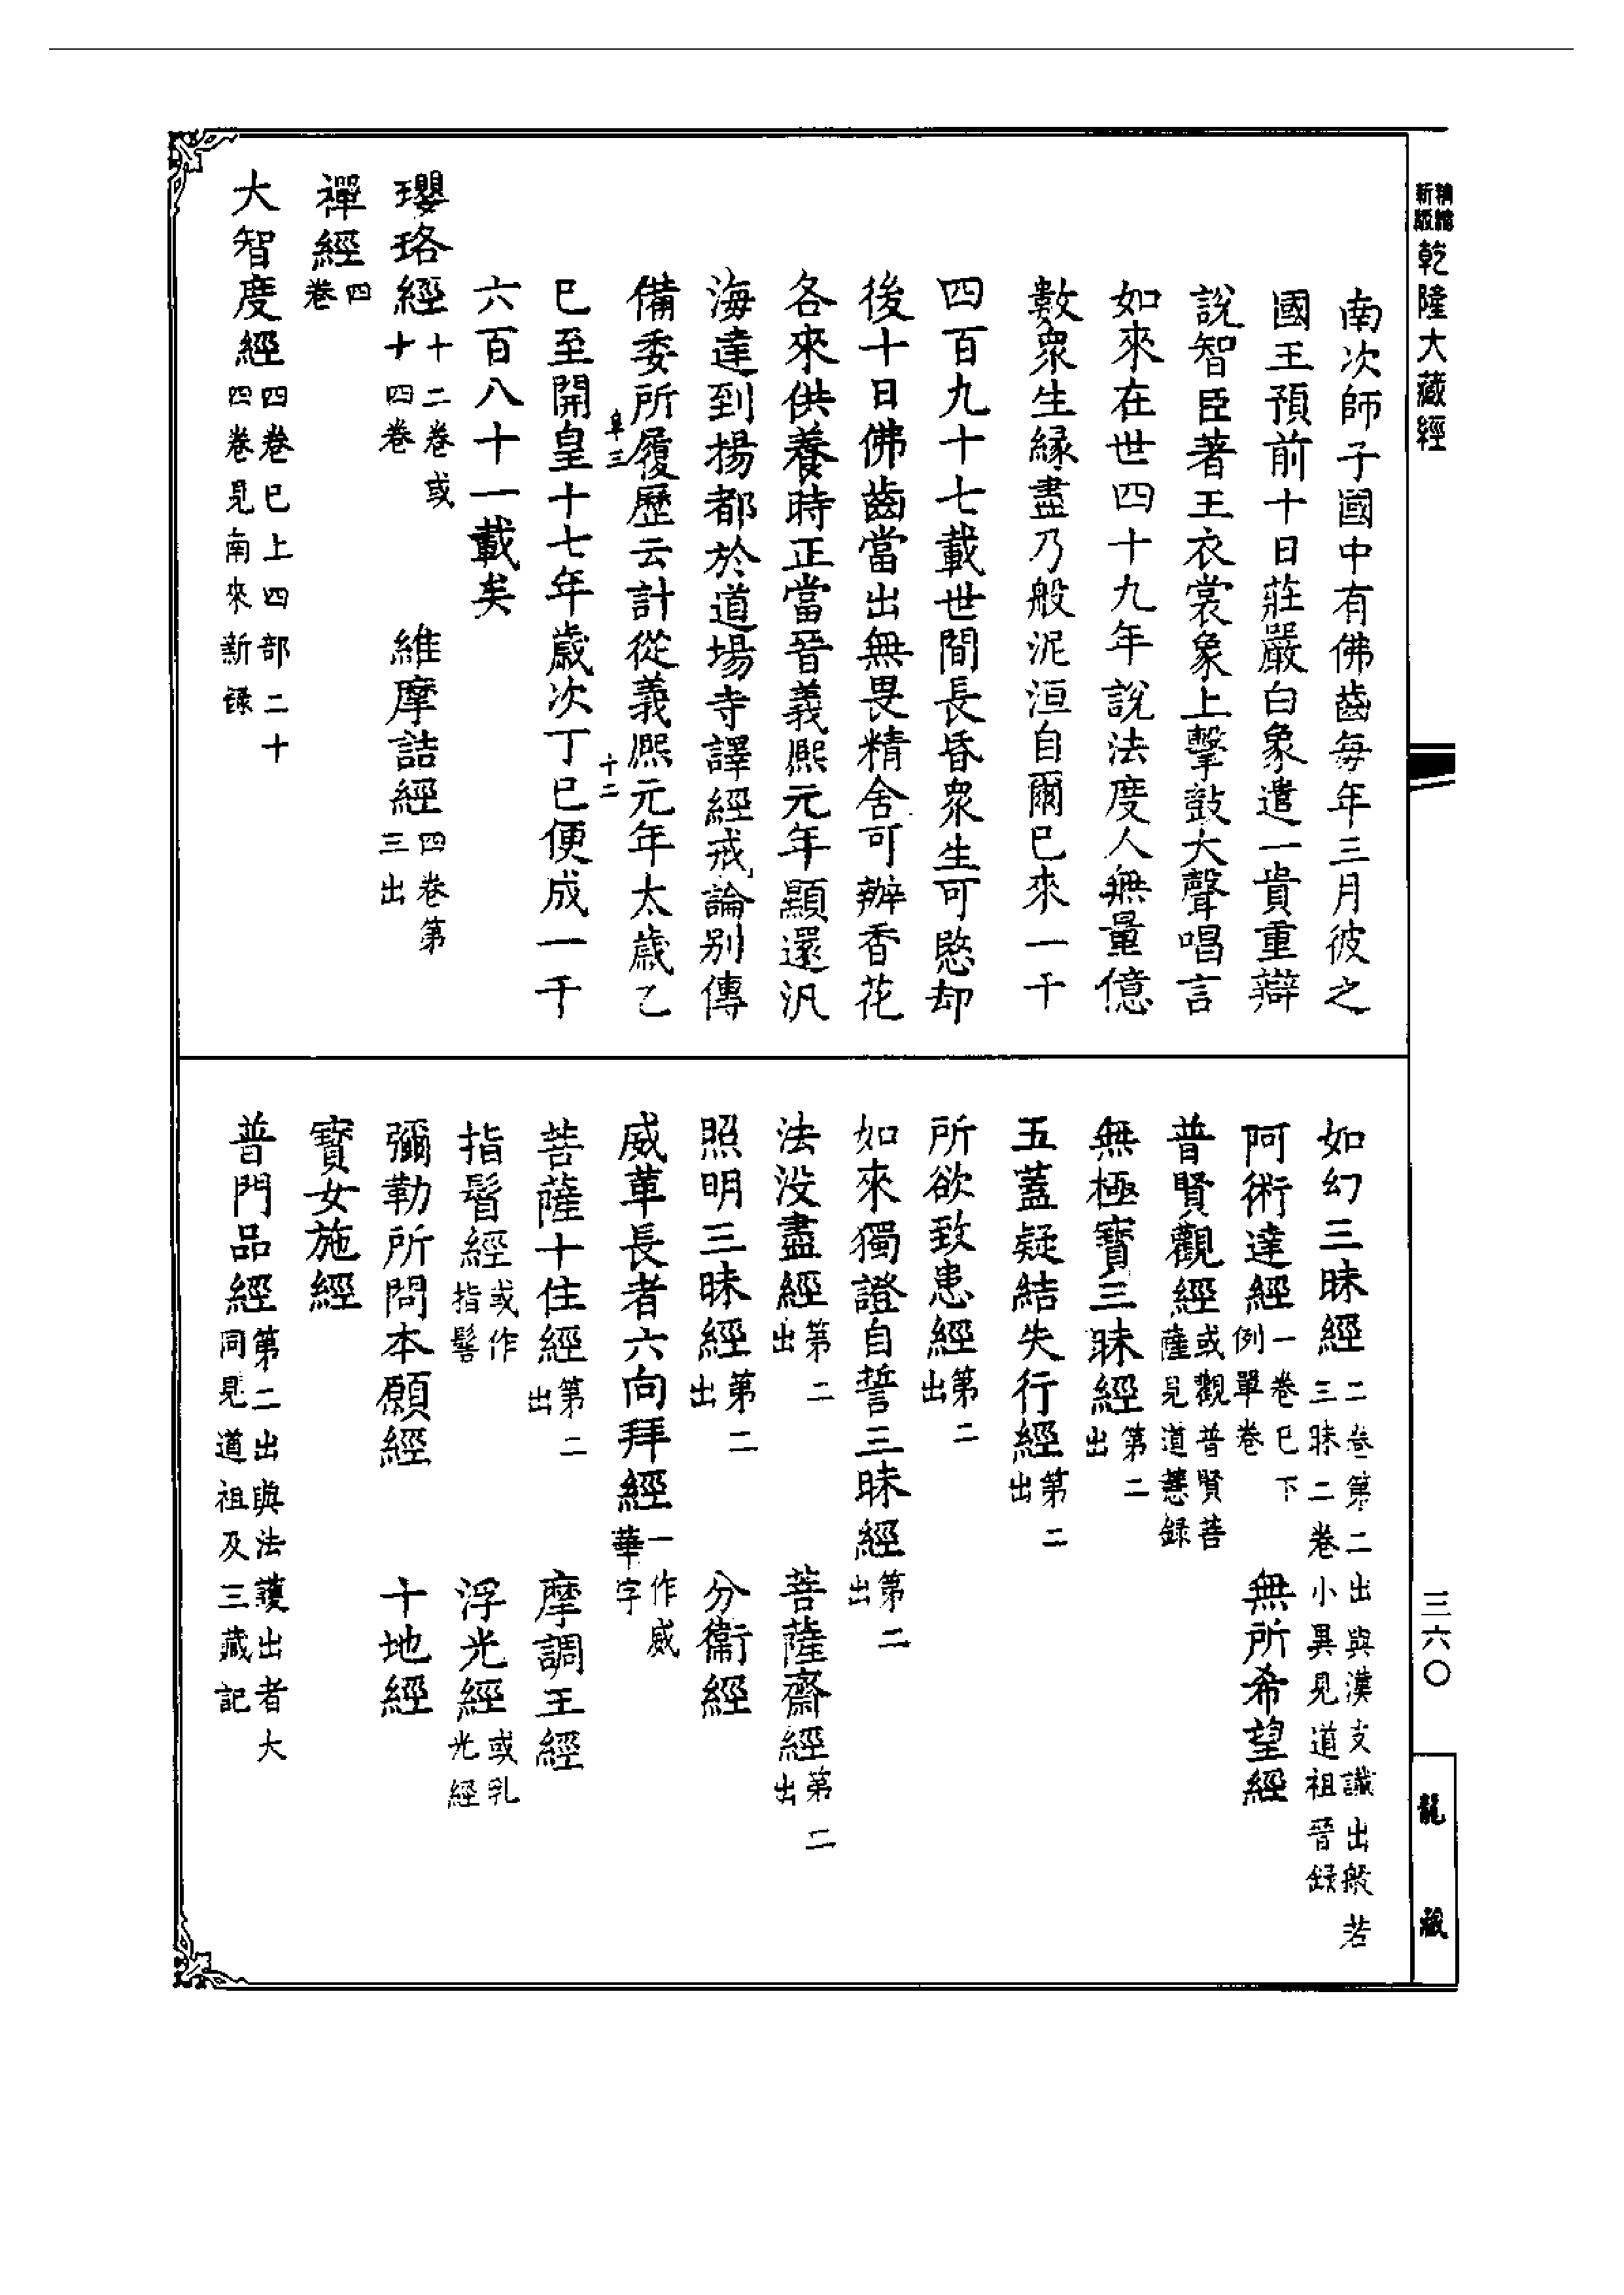 精縮新版乾隆大藏經
三六〇
龍藏
南次師子國中有佛齒每年三月彼之
國王預前十日莊嚴白象遣一貴重辯
說智臣著王衣裳象上擊鼓大聲唱言
如來在世四十九年說法度人無量億
數眾生緣盡乃般泥洹自爾已來一千
四百九十七載世間長昏眾生可愍却
後十日佛齒當出無畏精舍可辦香花
各來供養時正當晉義熙元年顯還汎
海達到揚都於道場寺譯經戒論別傳
備委所履歷云計從義熙元年太歲乙
阜三
十二
巳至開皇十七年歲次丁巳便成一千
六百八十一載矣
瓔珞經十二卷或十四卷 維摩詰經四卷第三出
禪經四卷
大智度經四卷已上四部二十四卷見南來新錄
如幻三昧經二卷第二出與漢支讖出般若三昧二卷小異見道祖晉錄
阿術達經一卷已下例單卷 無所希望經
普賢觀經或觀普賢菩薩見道慧錄
無極寶三昧經第二出
五蓋疑結失行經第二出
所欲致患經第二出
如來獨證自誓三昧經第二出
法没盡經第二出 菩薩齋經第二出
照明三昧經第二出 分衛經
威革長者六向拜經一作威華字
菩薩十住經第二出 摩調王經
指髻經或作指髻 浮光經或乳光經
彌勒所問本願經 十地經
寶女施經
普門品經第二出與法護出者大同見道祖及三藏記